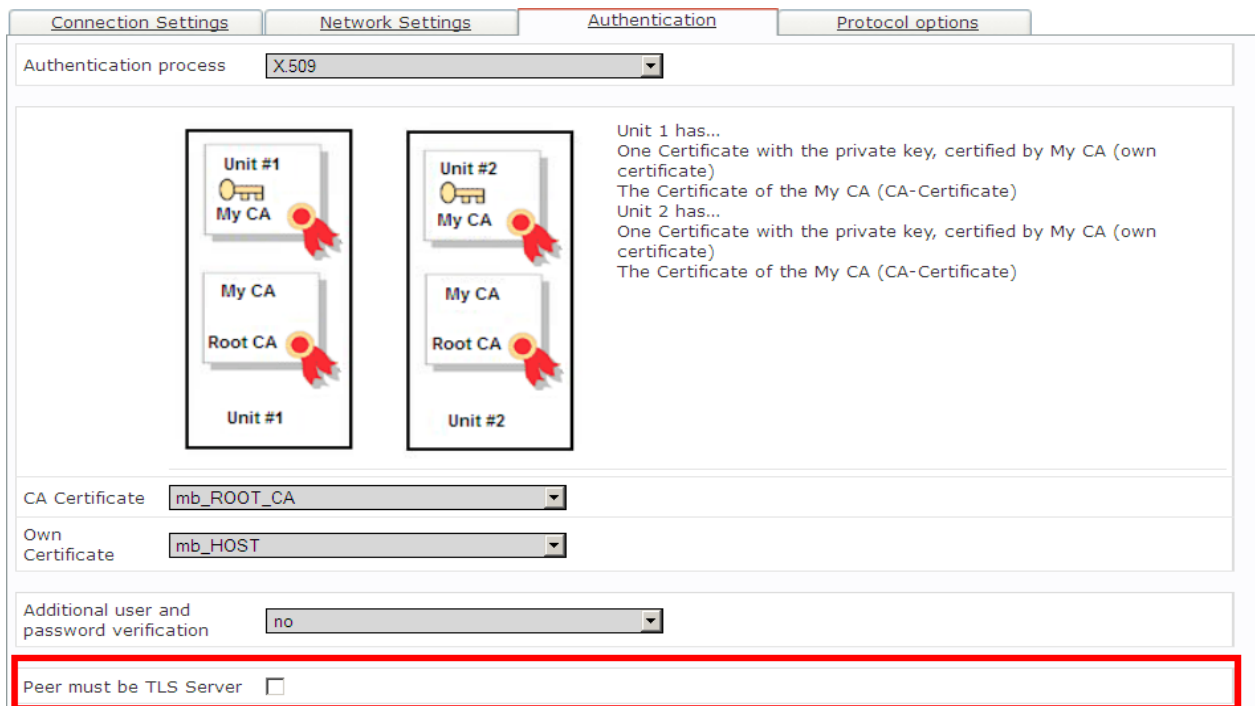 Connection Settings
Network Settings
Authentication
Protocol options
Authentication process
X.509
Unit #1
My CA
My CA
Root CA
Unit #1
Unit #2
My CA
My CA
Root CA
Unit #2
Unit 1 has...
One Certificate with the private key, certified by My CA (own
certificate)
The Certificate of the My CA (CA-Certificate)
Unit 2 has...
One Certificate with the private key, certified by My CA (own
certificate)
The Certificate of the My CA (CA-Certificate)
CA Certificate
mb_ROOT_CA
Own
Certificate
mb_HOST
Additional user and
password verification
no
Peer must be TLS Server